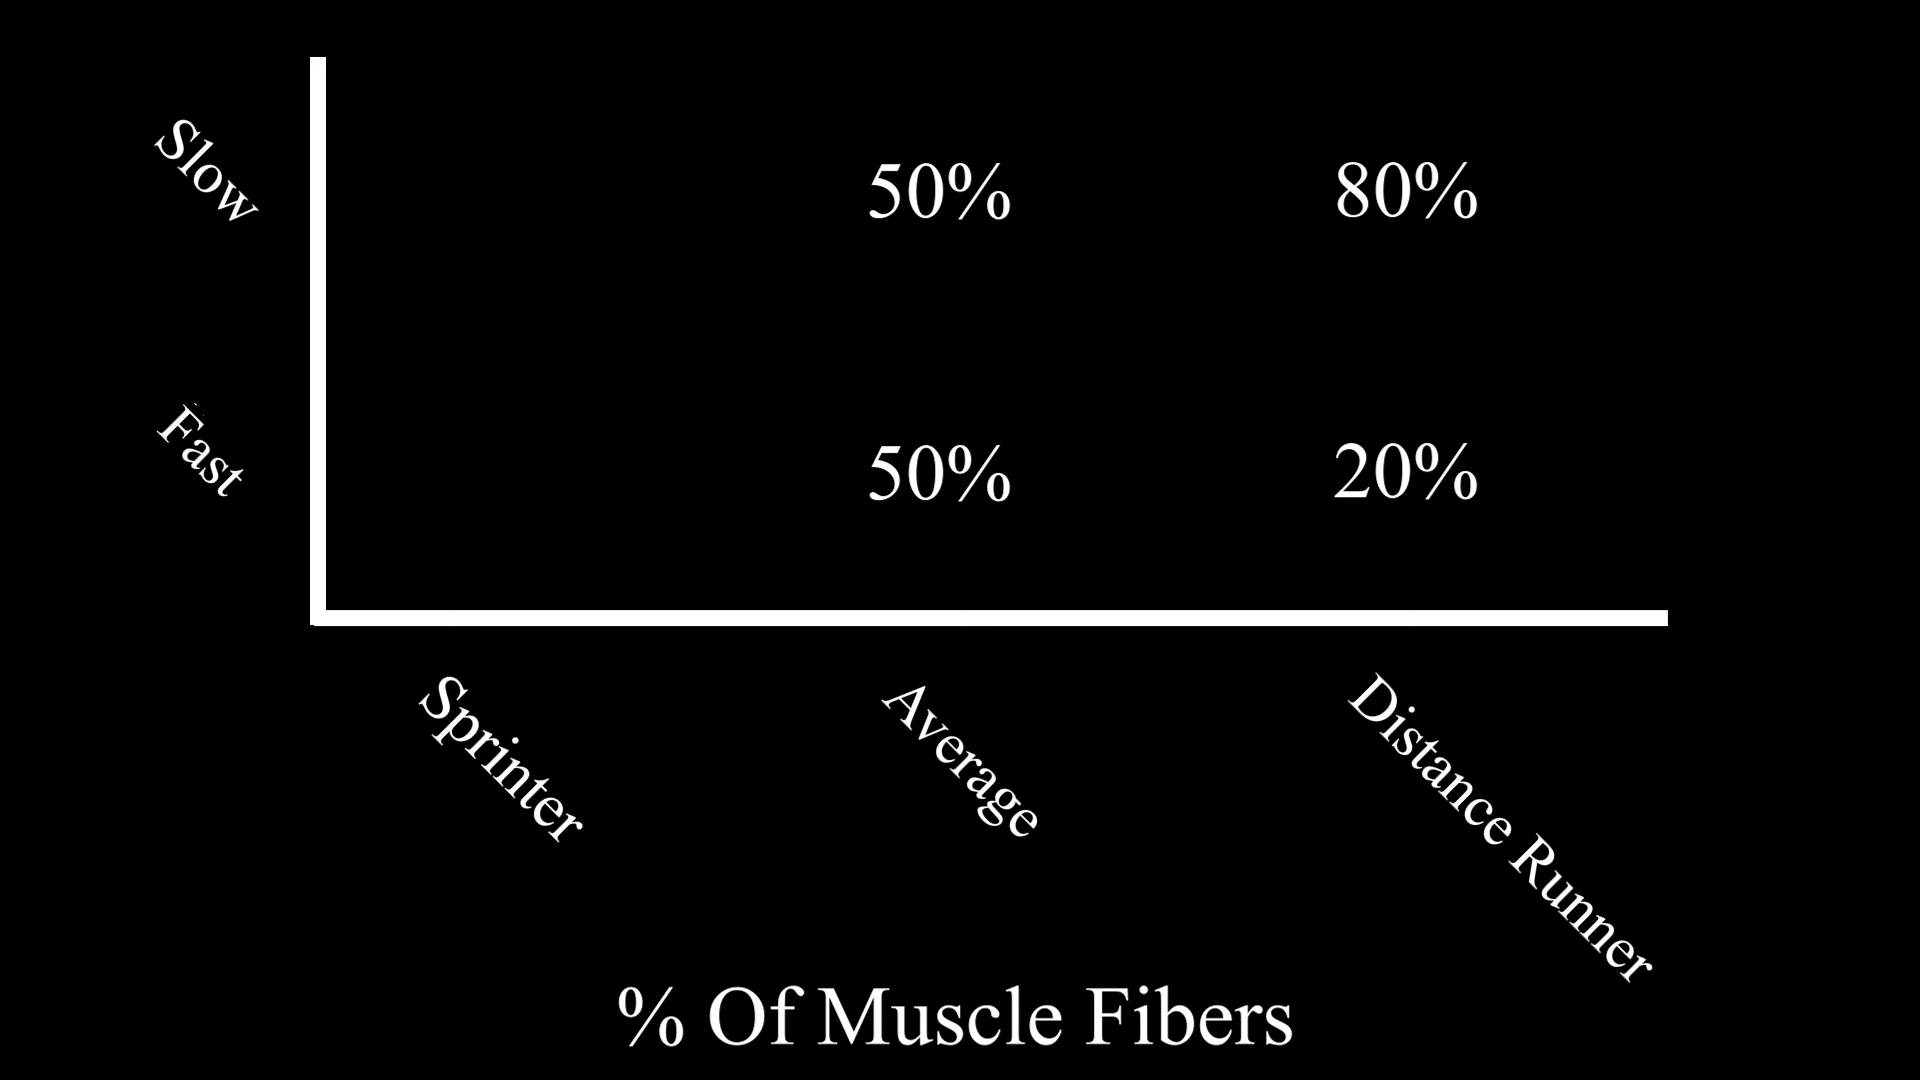 Slow
50%
80%
Fast
50%
20%
Sprinter
Average
Distance Runner
% Of Muscle Fibers